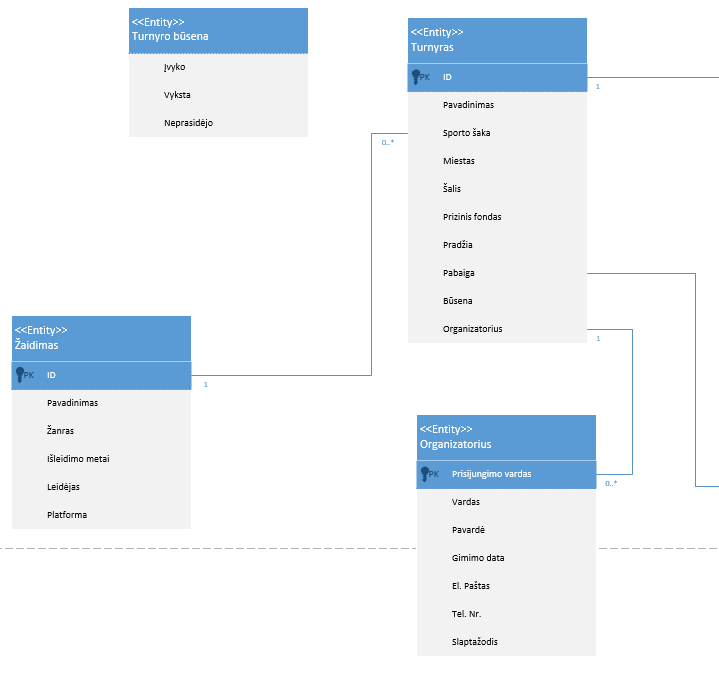 <<Entity>>
Turnyro būsena
Įvyko
Vyksta
Neprasidėjo
<<Entity>>
Turnyras
PK ID
1
Pavadinimas
Sporto šaka
0..*
Miestas
Šalis
Prizinis fondas
Pradžia
Pabaiga
Būsena
Organizatorius
1
<<Entity>>
Žaidimas
PK ID
1
Pavadinimas
Žanras
Išleidimo metai
Leidėjas
Platforma
<<Entity>>
Organizatorius
PK Prisijungimo vardas
0..*
Vardas
Pavardė
Gimimo data
El. Paštas
Tel. Nr.
Slaptažodis